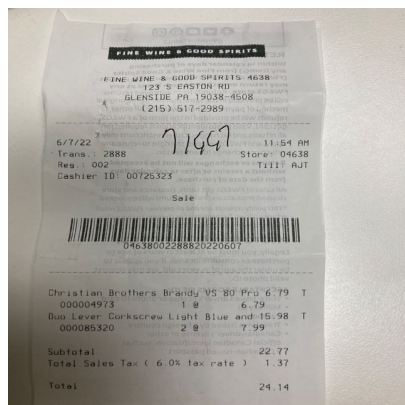 FINE WINE & GOOD SPIRITS
FINE WINE & GOOD SPIRITS 4638
123 S EASTON RD
GLENSIDE PA 19038-4508
(215) 517-2989
6/7/22 11:54 AM
Trans.: 2888 Store: 04638
Reg.: 002 Till: AJT
Cashier ID: 00725323
Sale
04638002288820220607
Christian Brothers Brandy VS 80 Pro 6.79 T
000004973 1 @ 6.79
Duo Lever Corkscrew Light Blue and 15.98 T
000085320 2 @ 7.99
Subtotal 22.77
Total Sales Tax ( 6.0% tax rate ) 1.37
Total 24.14